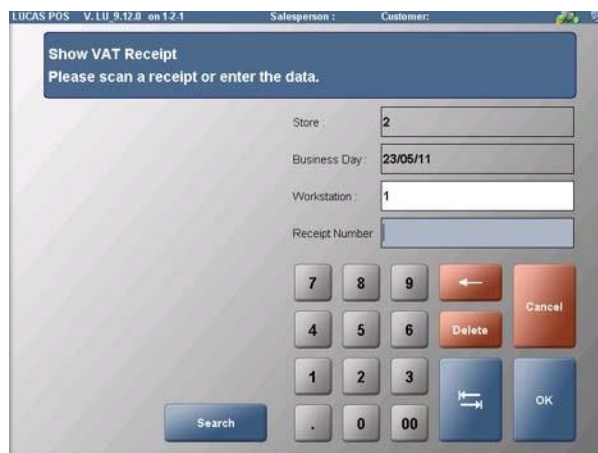 LUCAS POS V. LU_9.12.0 on 1-2-1 Salesperson : Customer:
Show VAT Receipt
Please scan a receipt or enter the data.
Store : 2
Business Day : 23/05/11
Workstation : 1
Receipt Number
7 8 9 Cancel
4 5 6 Delete
1 2 3 OK
Search . 0 00